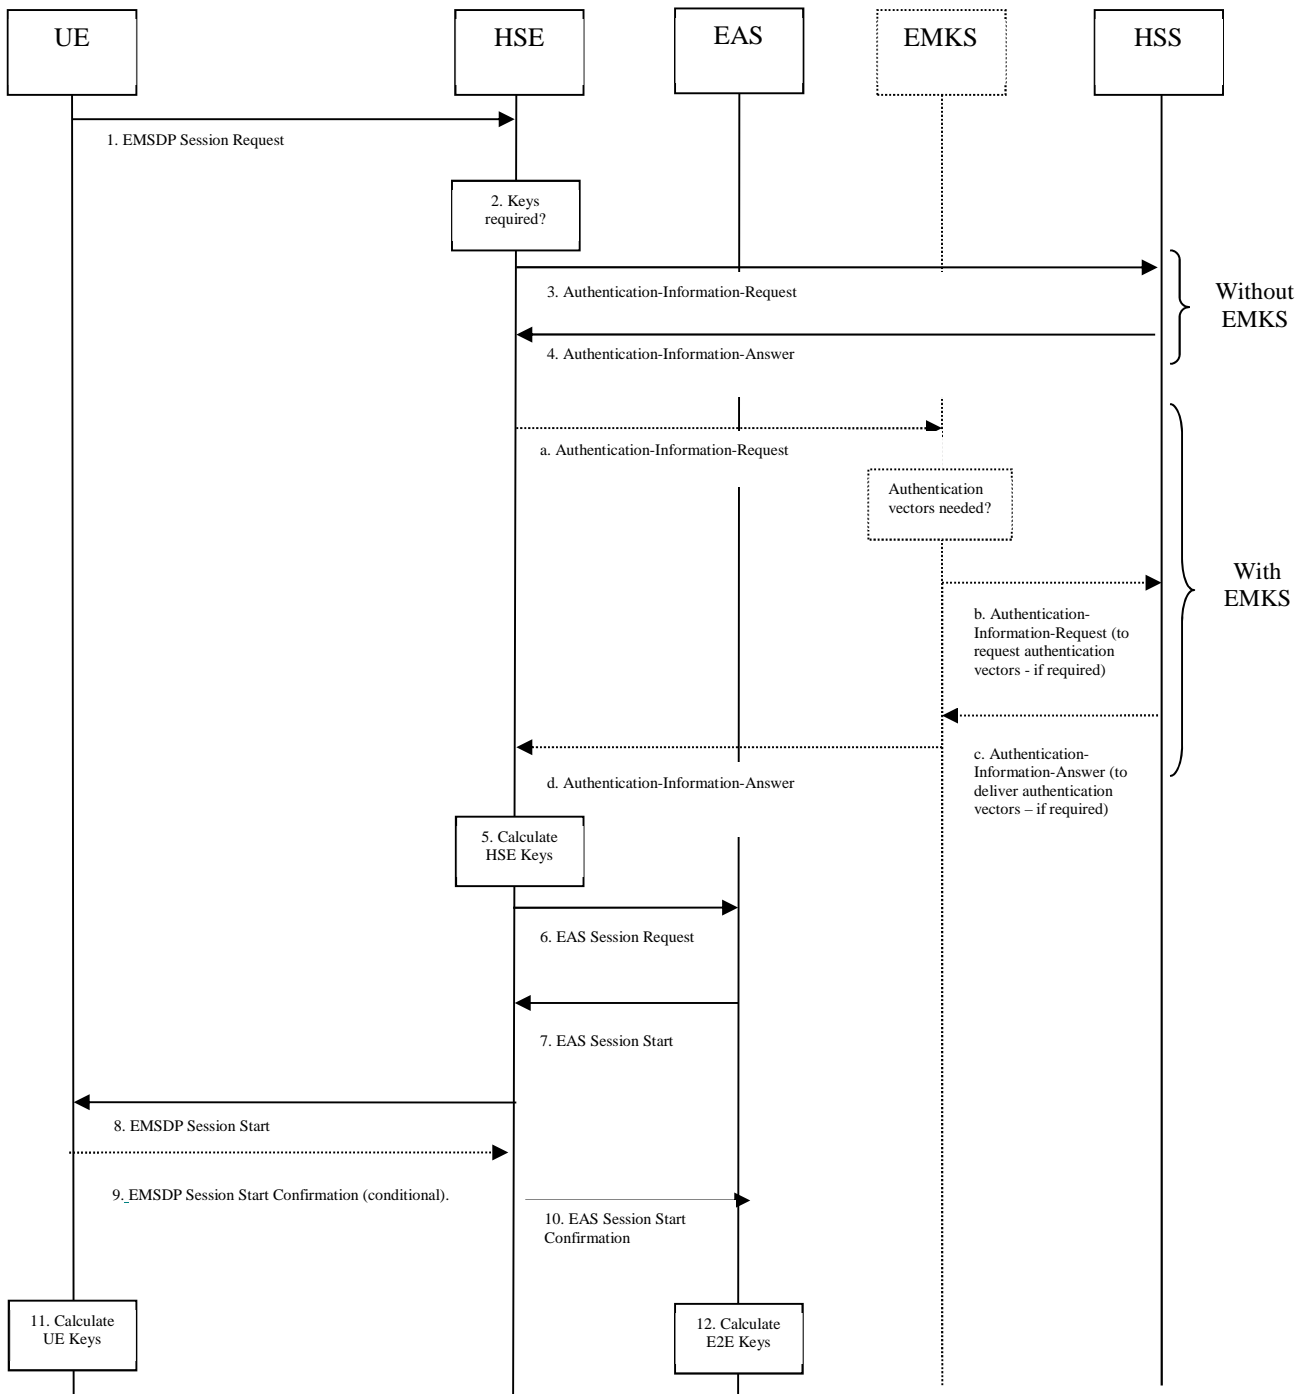 UE
HSE
EAS
EMKS
HSS
1. EMSDP Session Request
2. Keys
required?
3. Authentication-Information-Request
Without
EMKS
4. Authentication-Information-Answer
a. Authentication-Information-Request
Authentication
vectors needed?
With
EMKS
b. Authentication-
Information-Request (to
request authentication
vectors - if required)
c. Authentication-
Information-Answer (to
deliver authentication
vectors – if required)
d. Authentication-Information-Answer
5. Calculate
HSE Keys
6. EAS Session Request
7. EAS Session Start
8. EMSDP Session Start
9. EMSDP Session Start Confirmation (conditional).
10. EAS Session Start
Confirmation
11. Calculate
UE Keys
12. Calculate
E2E Keys